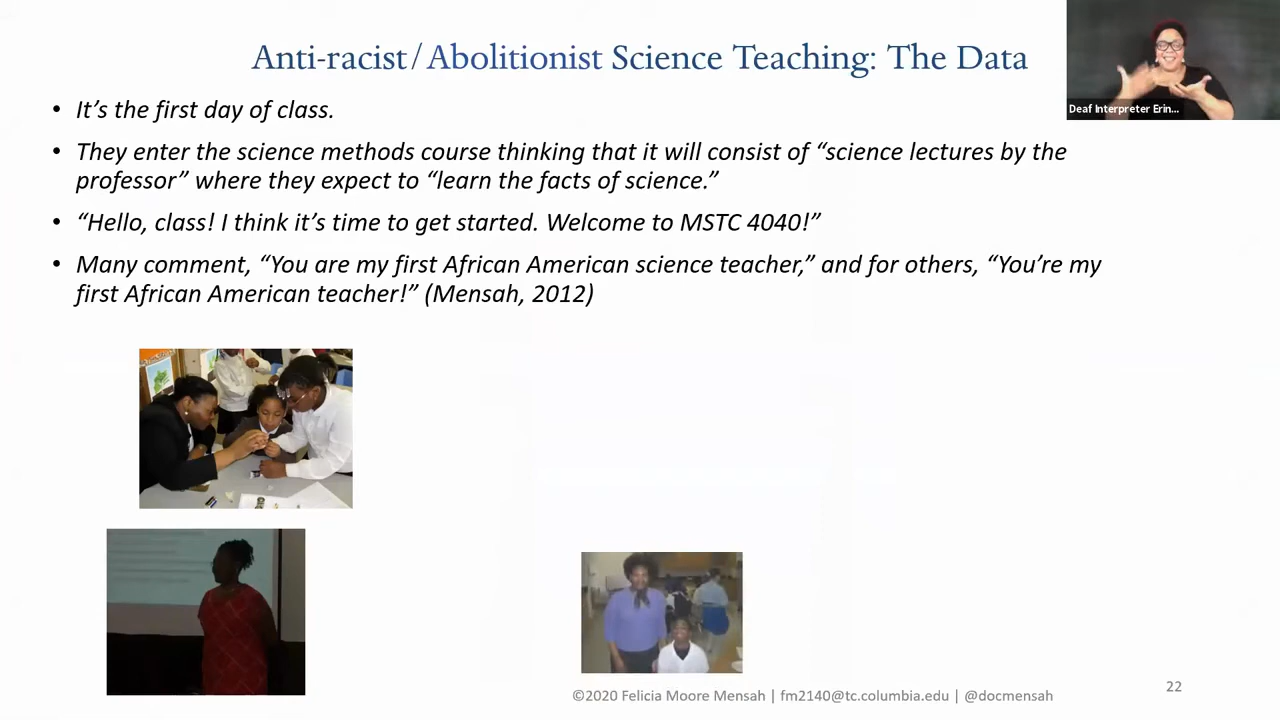 Anti-racist/Abolitionist Science Teaching: The Data
Deaf Interpreter Erin...
• It's the first day of class.
• They enter the science methods course thinking that it will consist of “science lectures by the
professor” where they expect to “learn the facts of science.”
• “Hello, class! I think it's time to get started. Welcome to MSTC 4040!”
• Many comment, “You are my first African American science teacher,” and for others, “You're my
first African American teacher!” (Mensah, 2012)
©2020 Felicia Moore Mensah | fm2140@tc.columbia.edu | @docmensah
22